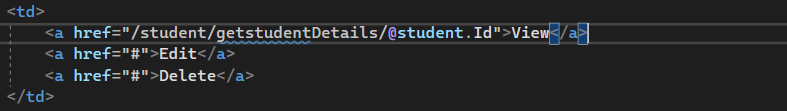 <td>
<a href="/student/getstudentDetails/@student.Id">View</a>
<a href="#">Edit</a>
<a href="#">Delete</a>
</td>